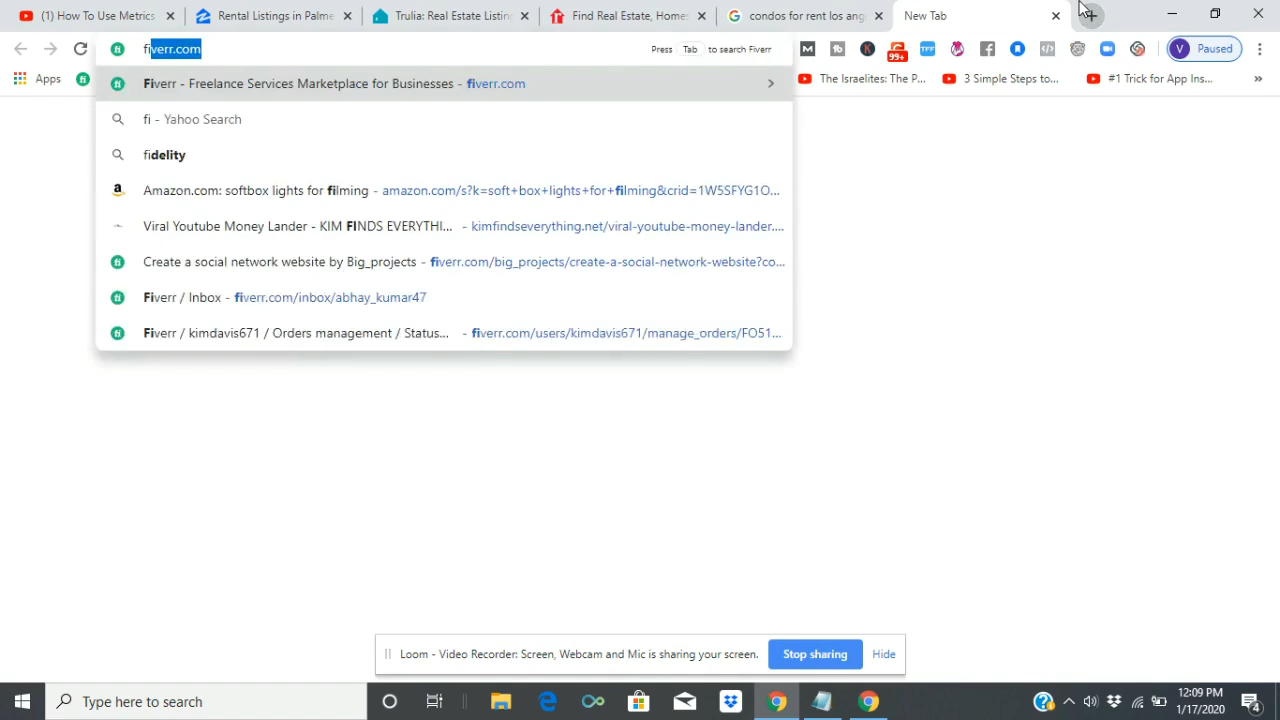 (1) How To Use Metrics
Rental Listings in Palme
Trulia: Real Estate Listin
Find Real Estate, Home
condos for rent los ang
New Tab
fiverr.com
Press Tab to search Fiverr
99+
TFF
Paused
Apps
The Israelites: The P...
3 Simple Steps to...
#1 Trick for App Ins...
Fiverr - Freelance Services Marketplace for Businesses - fiverr.com
fi - Yahoo Search
fidelity
Amazon.com: softbox lights for filming - amazon.com/s?k=soft+box+lights+for+filming&crid=1W5SFYG1O...
Viral Youtube Money Lander - KIM FINDS EVERYTHI... - kimfindseverything.net/viral-youtube-money-lander....
Create a social network website by Big_projects - fiverr.com/big_projects/create-a-social-network-website?co...
Fiverr / Inbox - fiverr.com/inbox/abhay_kumar47
Fiverr / kimdavis671 / Orders management / Status... - fiverr.com/users/kimdavis671/manage_orders/FO51...
Loom - Video Recorder: Screen, Webcam and Mic is sharing your screen.
Stop sharing
Hide
Type here to search
12:09 PM
1/17/2020
4